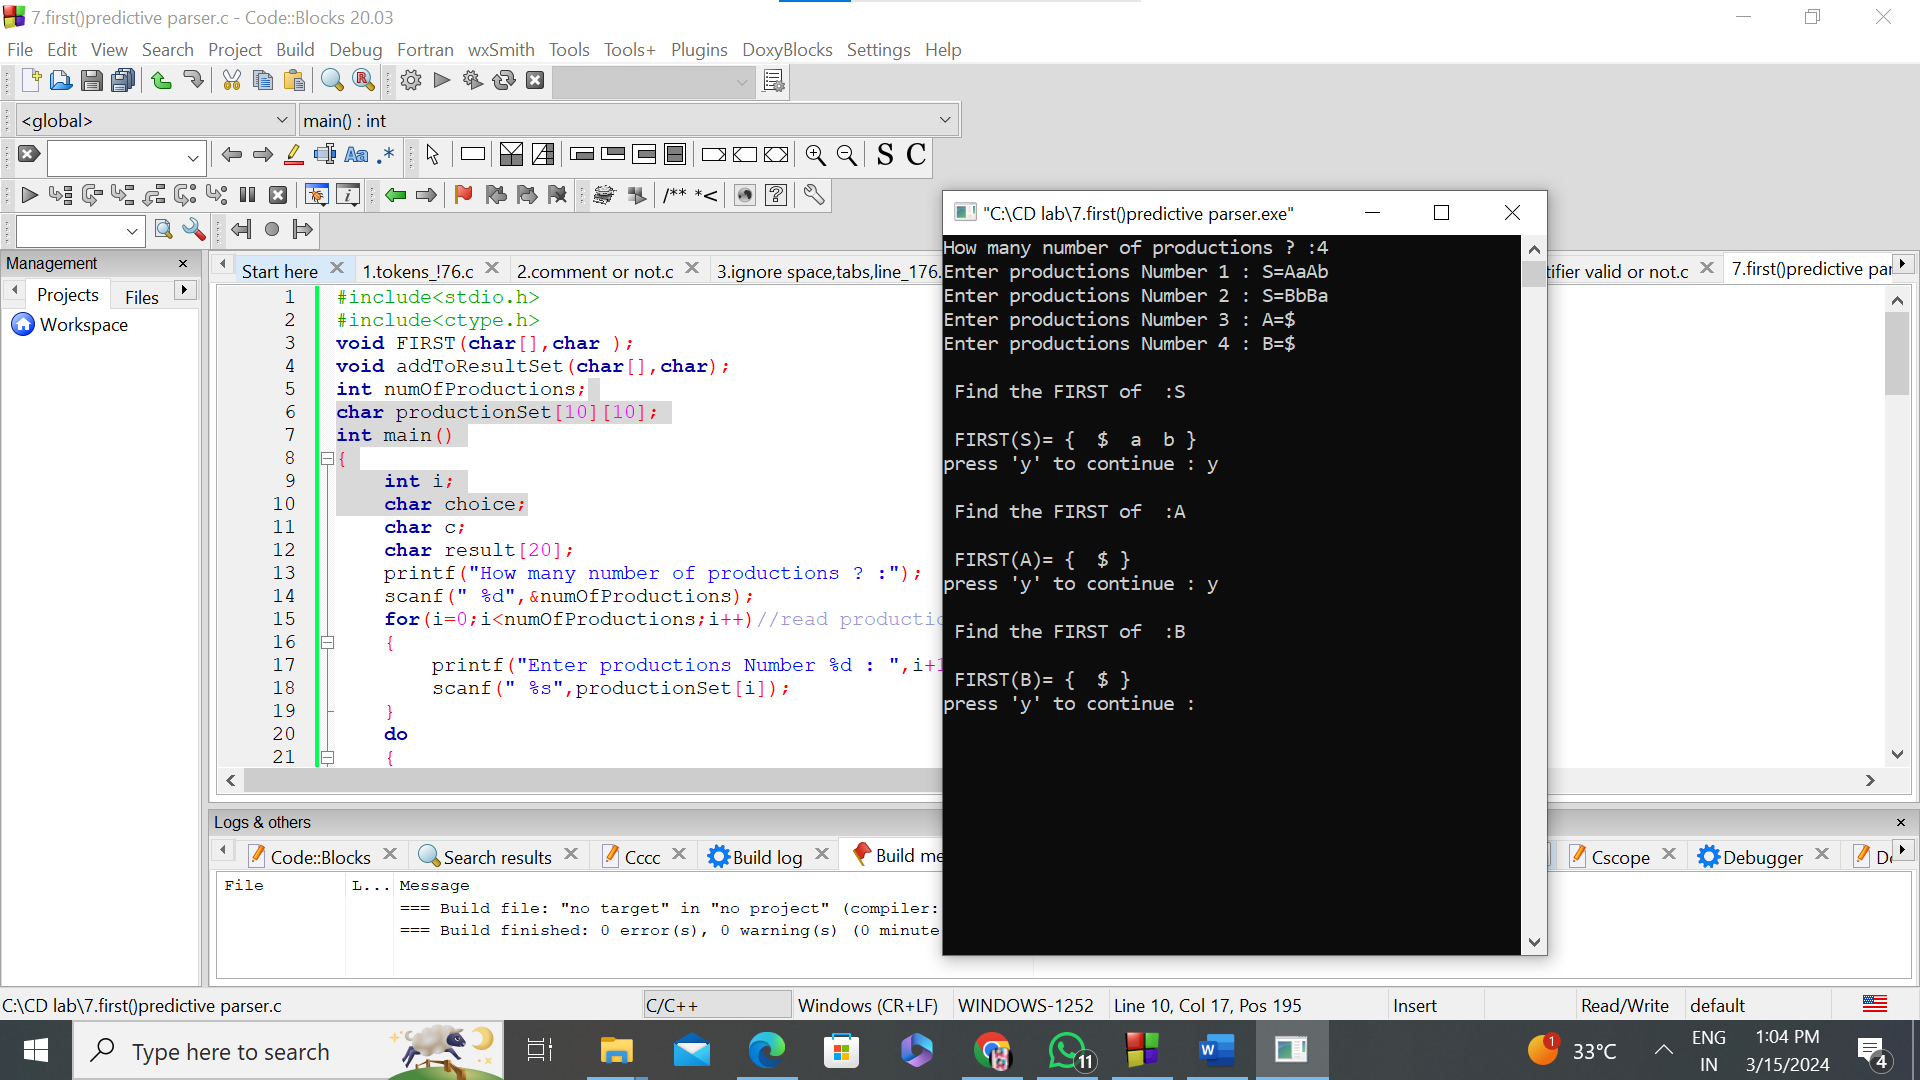 7.first()predictive parser.c - Code::Blocks 20.03
File Edit View Search Project Build Debug Fortran wxSmith Tools Tools+ Plugins DoxyBlocks Settings Help
<global> main() : int
Aa .* S C
/** *<
Management
Projects Files
Workspace
Start here 1.tokens_!76.c 2.comment or not.c 3.ignore space,tabs,line_176. tifier valid or not.c 7.first()predictive par
1 #include<stdio.h>
2 #include<ctype.h>
3 void FIRST(char[],char );
4 void addToResultSet(char[],char);
5 int numOfProductions;
6 char productionSet[10][10];
7 int main()
8 {
9 int i;
10 char choice;
11 char c;
12 char result[20];
13 printf("How many number of productions ? :");
14 scanf(" %d",&numOfProductions);
15 for(i=0;i<numOfProductions;i++)//read productio
16 {
17 printf("Enter productions Number %d : ",i+1
18 scanf(" %s",productionSet[i]);
19 }
20 do
21 {
"C:\CD lab\7.first()predictive parser.exe"
How many number of productions ? :4
Enter productions Number 1 : S=AaAb
Enter productions Number 2 : S=BbBa
Enter productions Number 3 : A=$
Enter productions Number 4 : B=$
Find the FIRST of :S
FIRST(S)= { $ a b }
press 'y' to continue : y
Find the FIRST of :A
FIRST(A)= { $ }
press 'y' to continue : y
Find the FIRST of :B
FIRST(B)= { $ }
press 'y' to continue :
Logs & others
Code::Blocks Search results Cccc Build log Build me Cscope Debugger D
File L... Message
=== Build file: "no target" in "no project" (compiler:
=== Build finished: 0 error(s), 0 warning(s) (0 minute
C:\CD lab\7.first()predictive parser.c C/C++ Windows (CR+LF) WINDOWS-1252 Line 10, Col 17, Pos 195 Insert Read/Write default
Type here to search 11 1 33°C ENG IN 1:04 PM 3/15/2024 4